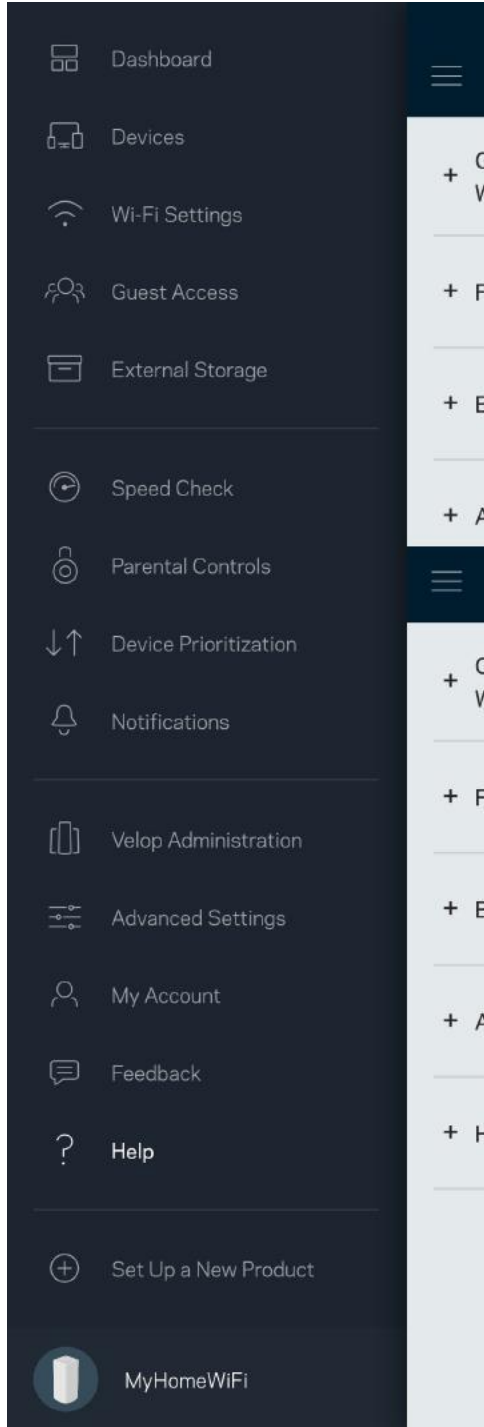 Dashboard
Devices
Wi-Fi Settings
Guest Access
External Storage
Speed Check
Parental Controls
Device Prioritization
Notifications
Velop Administration
Advanced Settings
My Account
Feedback
Help
Set Up a New Product
MyHomeWiFi